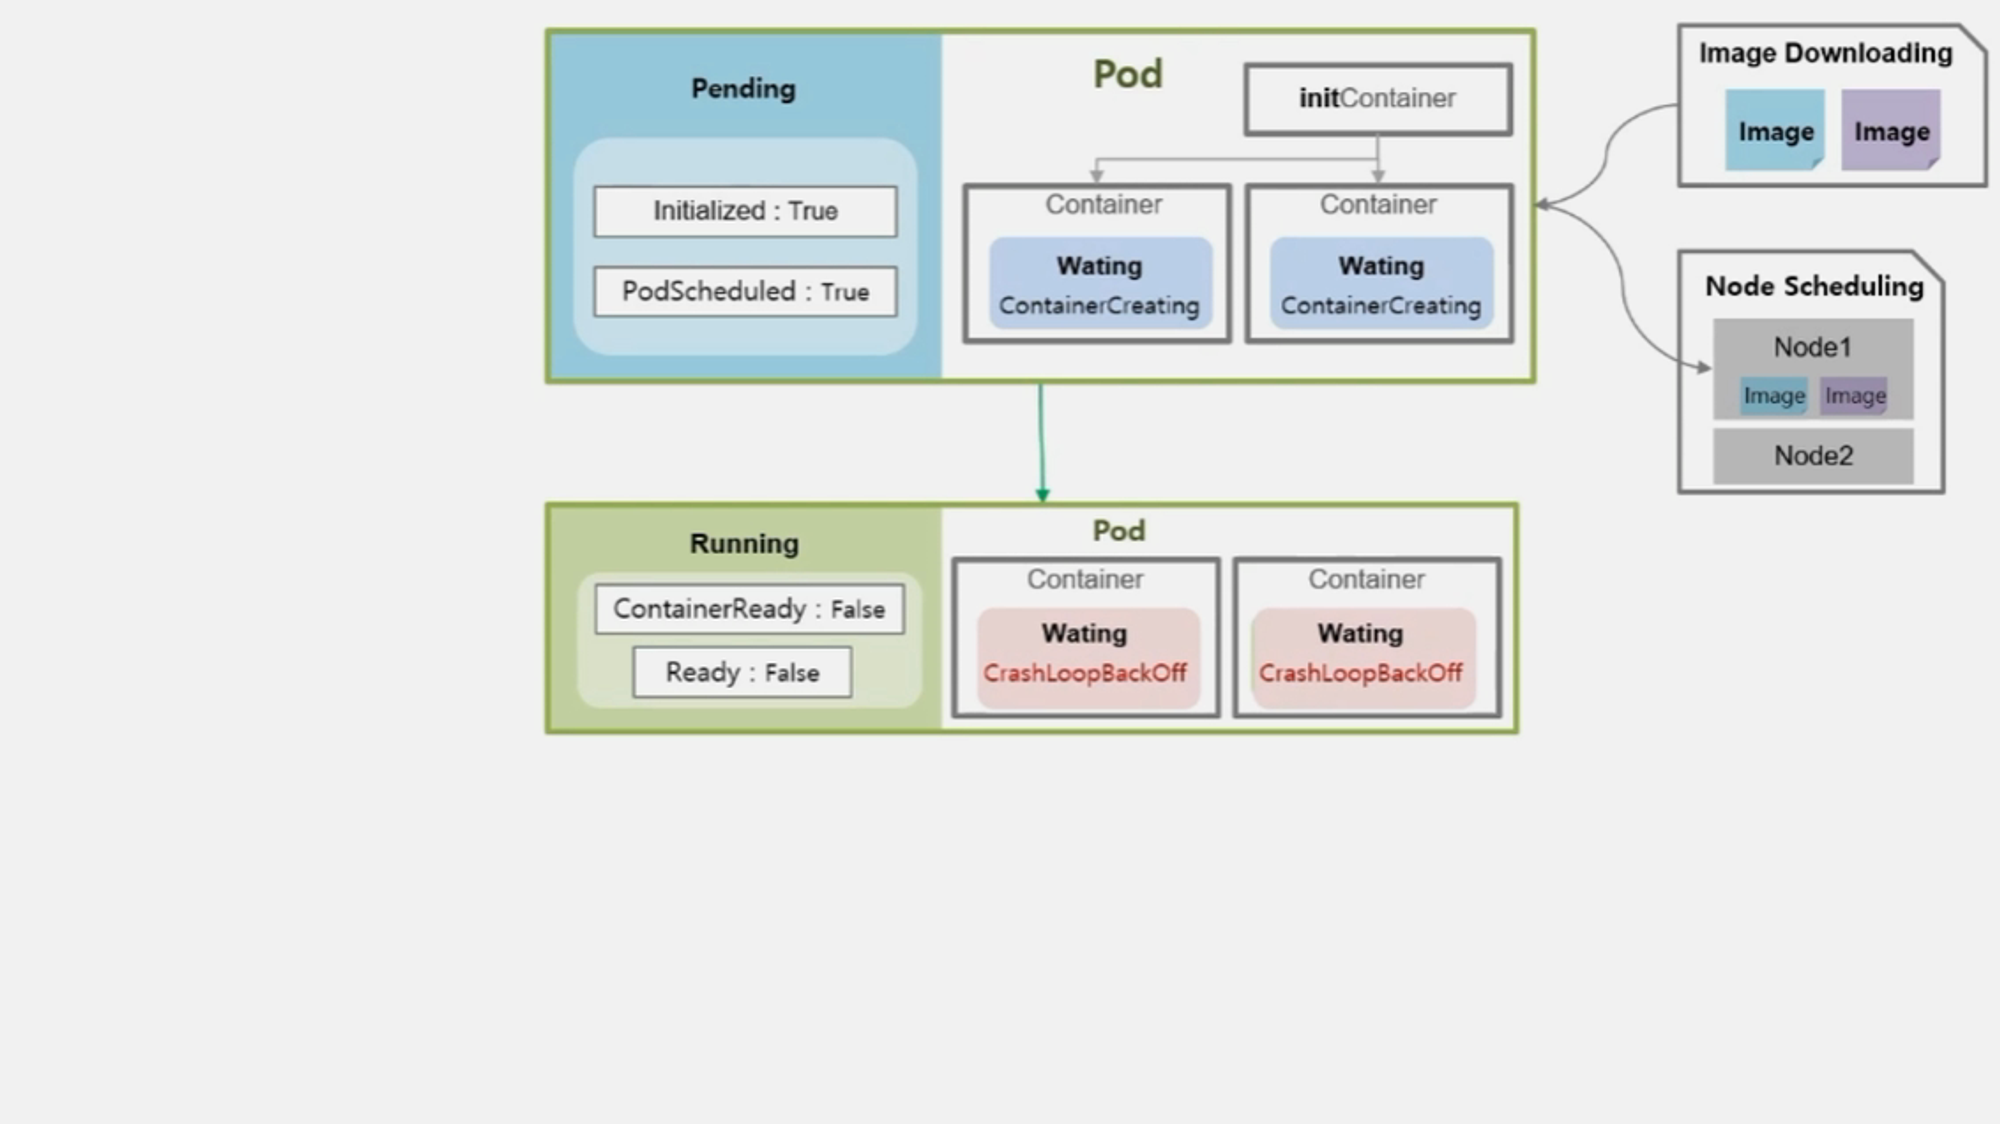 Pending
Initialized : True
PodScheduled : True
Pod
initContainer
Container
Wating
ContainerCreating
Container
Wating
ContainerCreating
Image Downloading
Image
Image
Node Scheduling
Node1
Image
Image
Node2
Running
ContainerReady : False
Ready : False
Pod
Container
Wating
CrashLoopBackOff
Container
Wating
CrashLoopBackOff